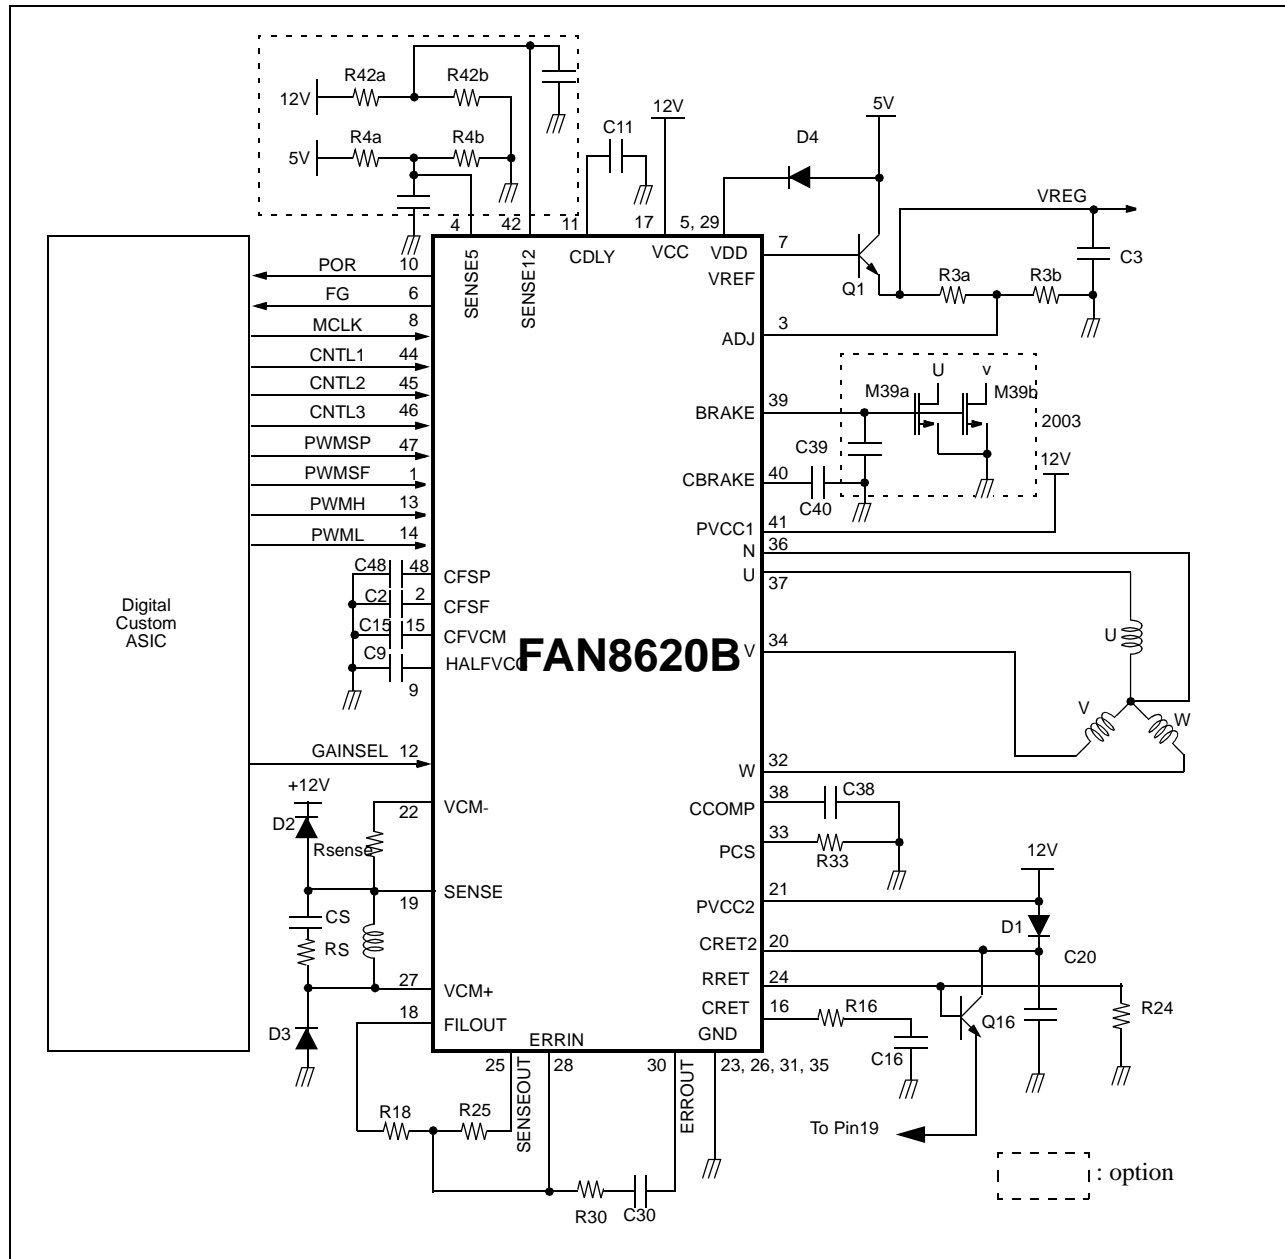 R42a
R42b
12V
R4a
R4b
5V
C11
12V
5V
D4
VREG
4
42
11
17
5, 29
7
C3
SENSE5
SENSE12
CDLY
VCC
VDD
VREF
Q1
R3a
R3b
POR
10
FG
6
MCLK
8
CNTL1
44
CNTL2
45
CNTL3
46
PWMSP
47
PWMSF
1
PWMH
13
PWML
14
ADJ
3
U
v
M39a
M39b
BRAKE
39
2003
C39
12V
CBRAKE
40
C40
PVCC1
41
N
36
U
37
C48
48
CFSP
C2
2
CFSF
C15
15
CFVCM
C9
HALFVCC
9
Digital
Custom
ASIC
FAN8620B
V
34
U
V
W
W
32
GAINSEL
12
+12V
D2
Rsense
22
VCM-
CCOMP
38
C38
PCS
33
R33
19
SENSE
CS
RS
12V
PVCC2
21
D1
CRET2
20
C20
RRET
24
27
VCM+
CRET
16
R16
Q16
R24
18
FILOUT
D3
ERRIN
GND
C16
25
SENSEOUT
28
30
ERROUT
23, 26, 31, 35
R18
R25
To Pin19
R30
C30
: option